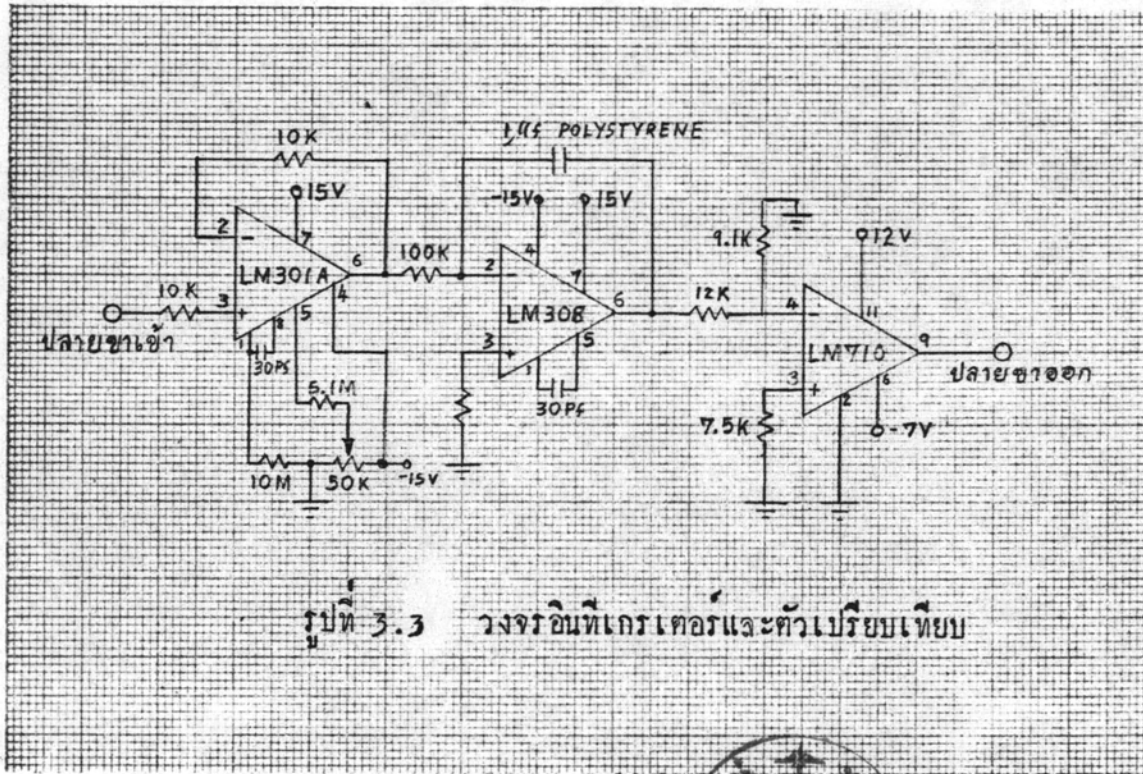 1μf POLYSTYRENE
10K
15V
-15V
15V
2
-
7
6
LM301A
100K
2
-
4
7
9.1K
12V
10K
3
+
4
5
8
1
30Pf
LM308
6
12K
4
-
11
ปลายขาเข้า
3
+
5
1
30Pf
LM710
9
ปลายขาออก
5.1M
3
+
2
6
7.5K
-7V
10M
50K
-15V
รูปที่ 3.3 วงจรอินทีเกรเตอร์และตัวเปรียบเทียบ